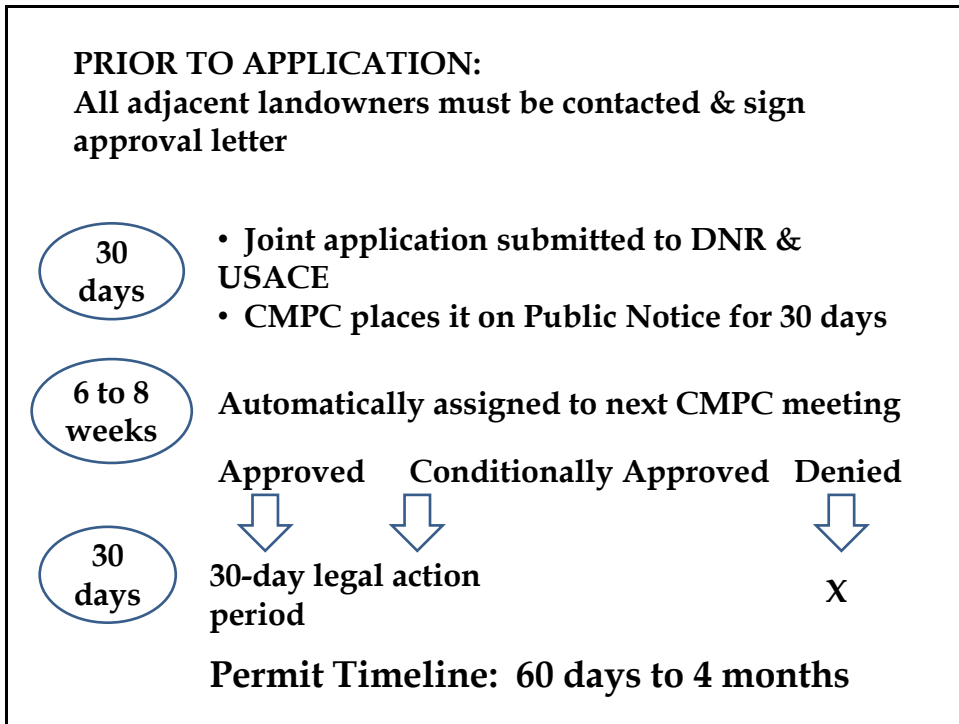 PRIOR TO APPLICATION:
All adjacent landowners must be contacted & sign
approval letter
30
days
• Joint application submitted to DNR &
USACE
• CMPC places it on Public Notice for 30 days
6 to 8
weeks
Automatically assigned to next CMPC meeting
Approved Conditionally Approved Denied
30
days
30-day legal action
period
X
Permit Timeline: 60 days to 4 months